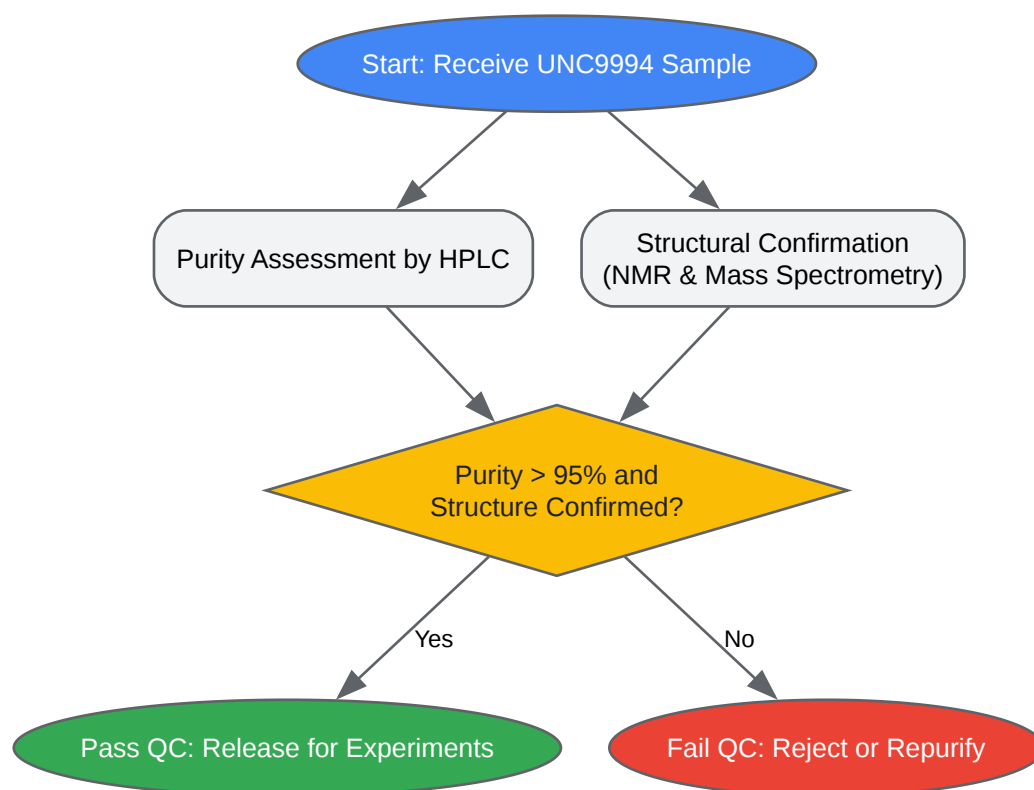 Start: Receive UNC9994 Sample
Purity Assessment by HPLC
Structural Confirmation
(NMR & Mass Spectrometry)
Purity > 95% and
Structure Confirmed?
Yes
No
Pass QC: Release for Experiments
Fail QC: Reject or Repurify